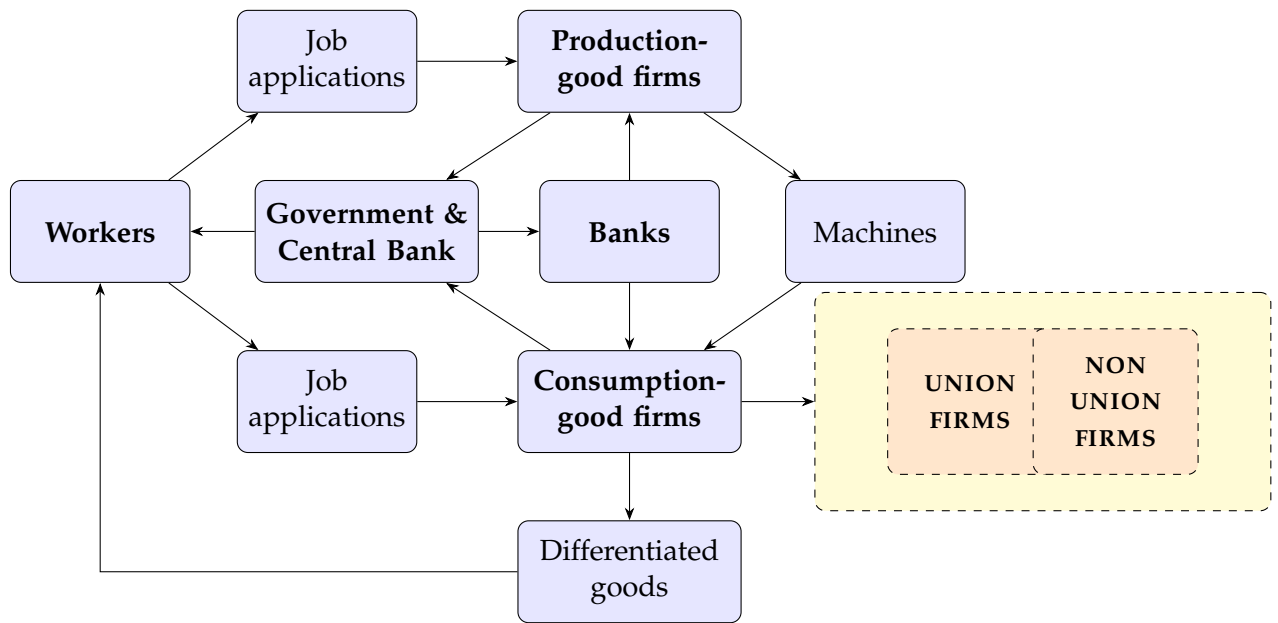 Job
applications
Production-
good firms
Workers
Government &
Central Bank
Banks
Machines
Job
applications
Consumption-
good firms
UNION
FIRMS
NON
UNION
FIRMS
Differentiated
goods